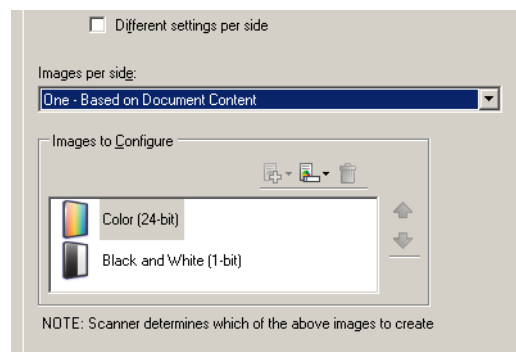 Different settings per side
Images per side:
One - Based on Document Content
Images to Configure
Color (24-bit)
Black and White (1-bit)
NOTE: Scanner determines which of the above images to create